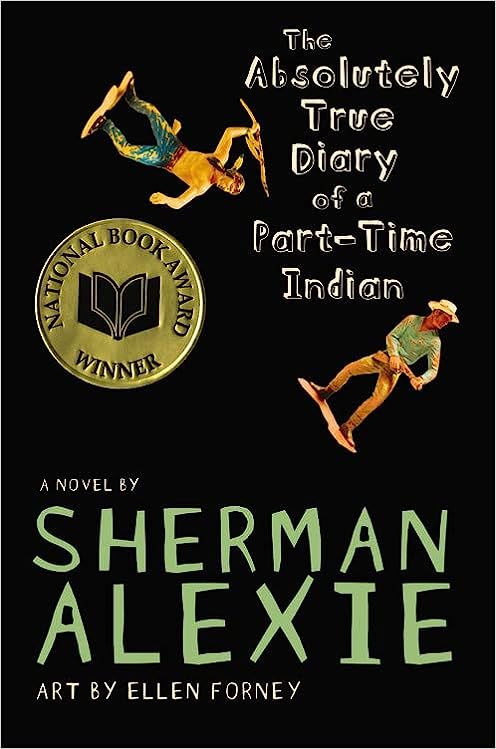 The
Absolutely
True
Diary
of a
Part-Time
Indian
NATIONAL BOOK AWARD
WINNER
A NOVEL BY
SHERMAN
ALEXIE
ART BY ELLEN FORNEY